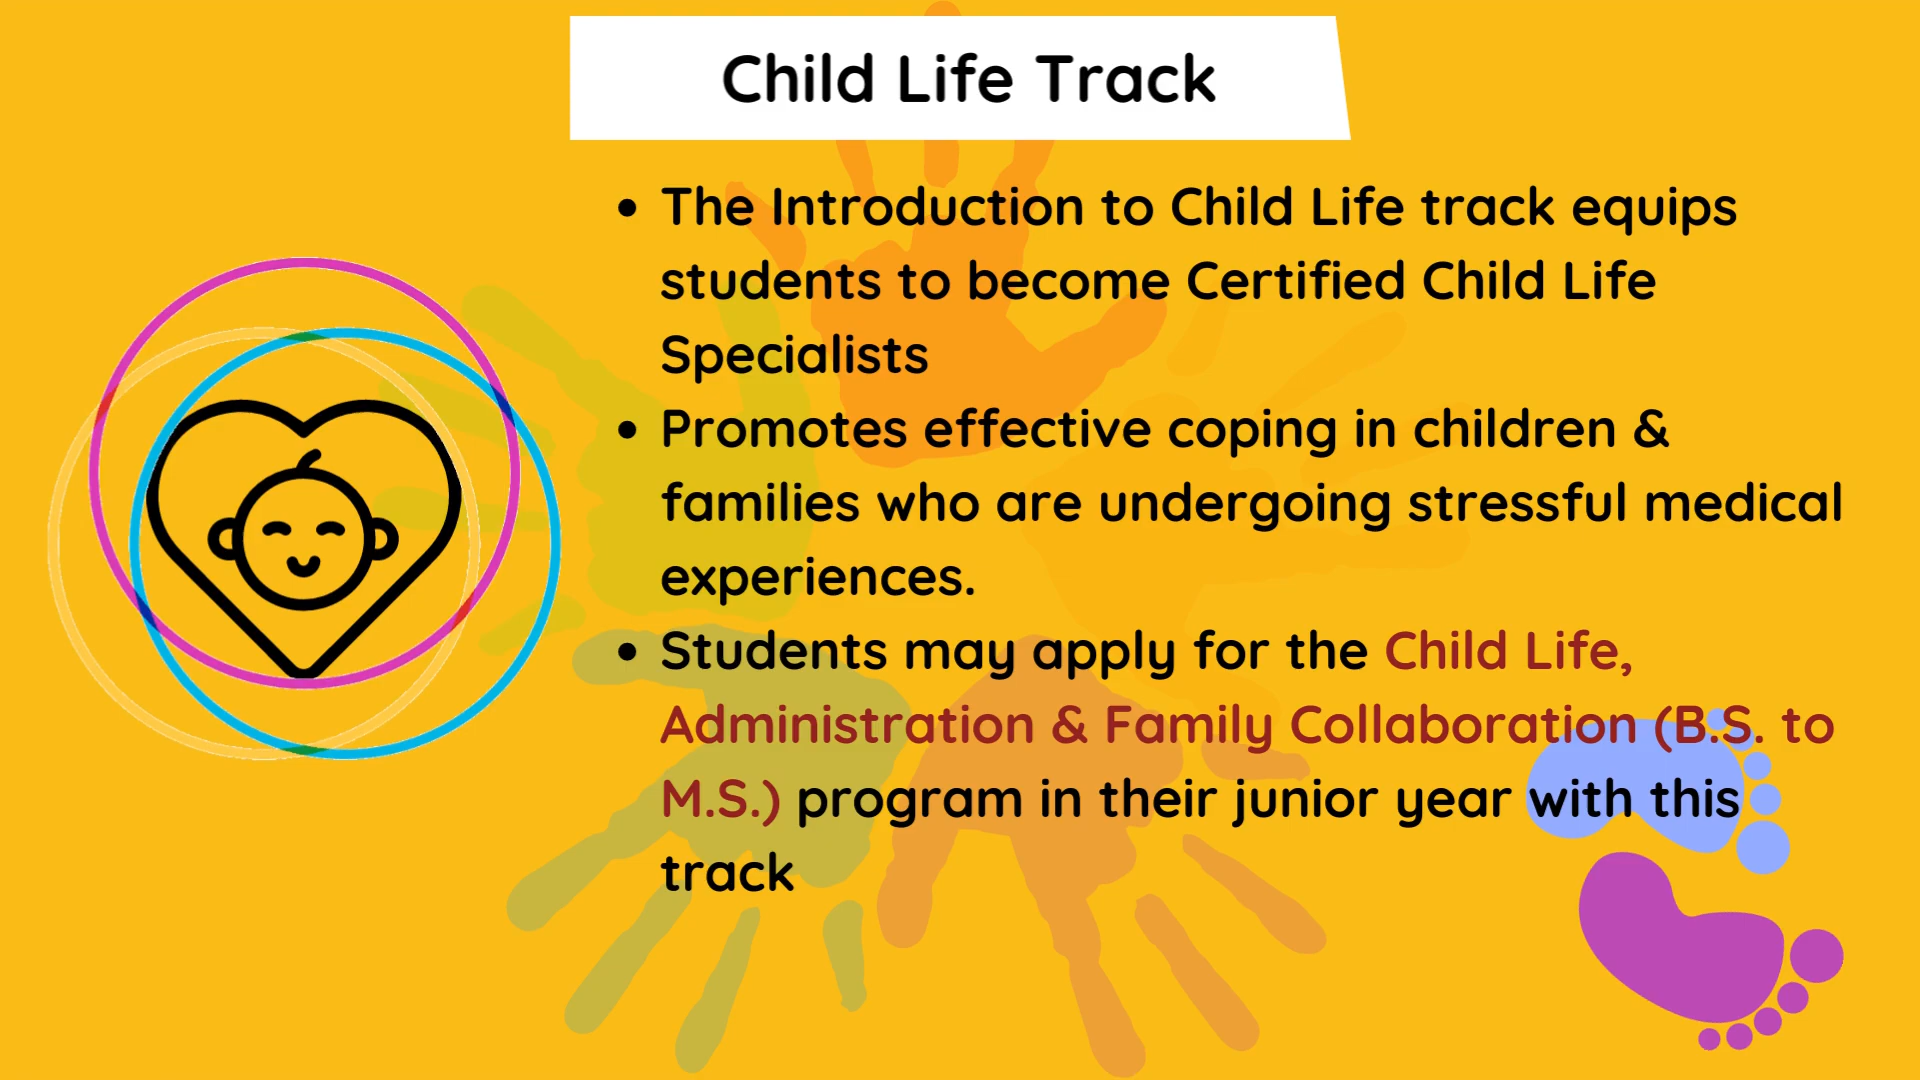 Child Life Track
• The Introduction to Child Life track equips
students to become Certified Child Life
Specialists
• Promotes effective coping in children &
families who are undergoing stressful medical
experiences.
• Students may apply for the Child Life,
Administration & Family Collaboration (B.S. to
M.S.) program in their junior year with this
track